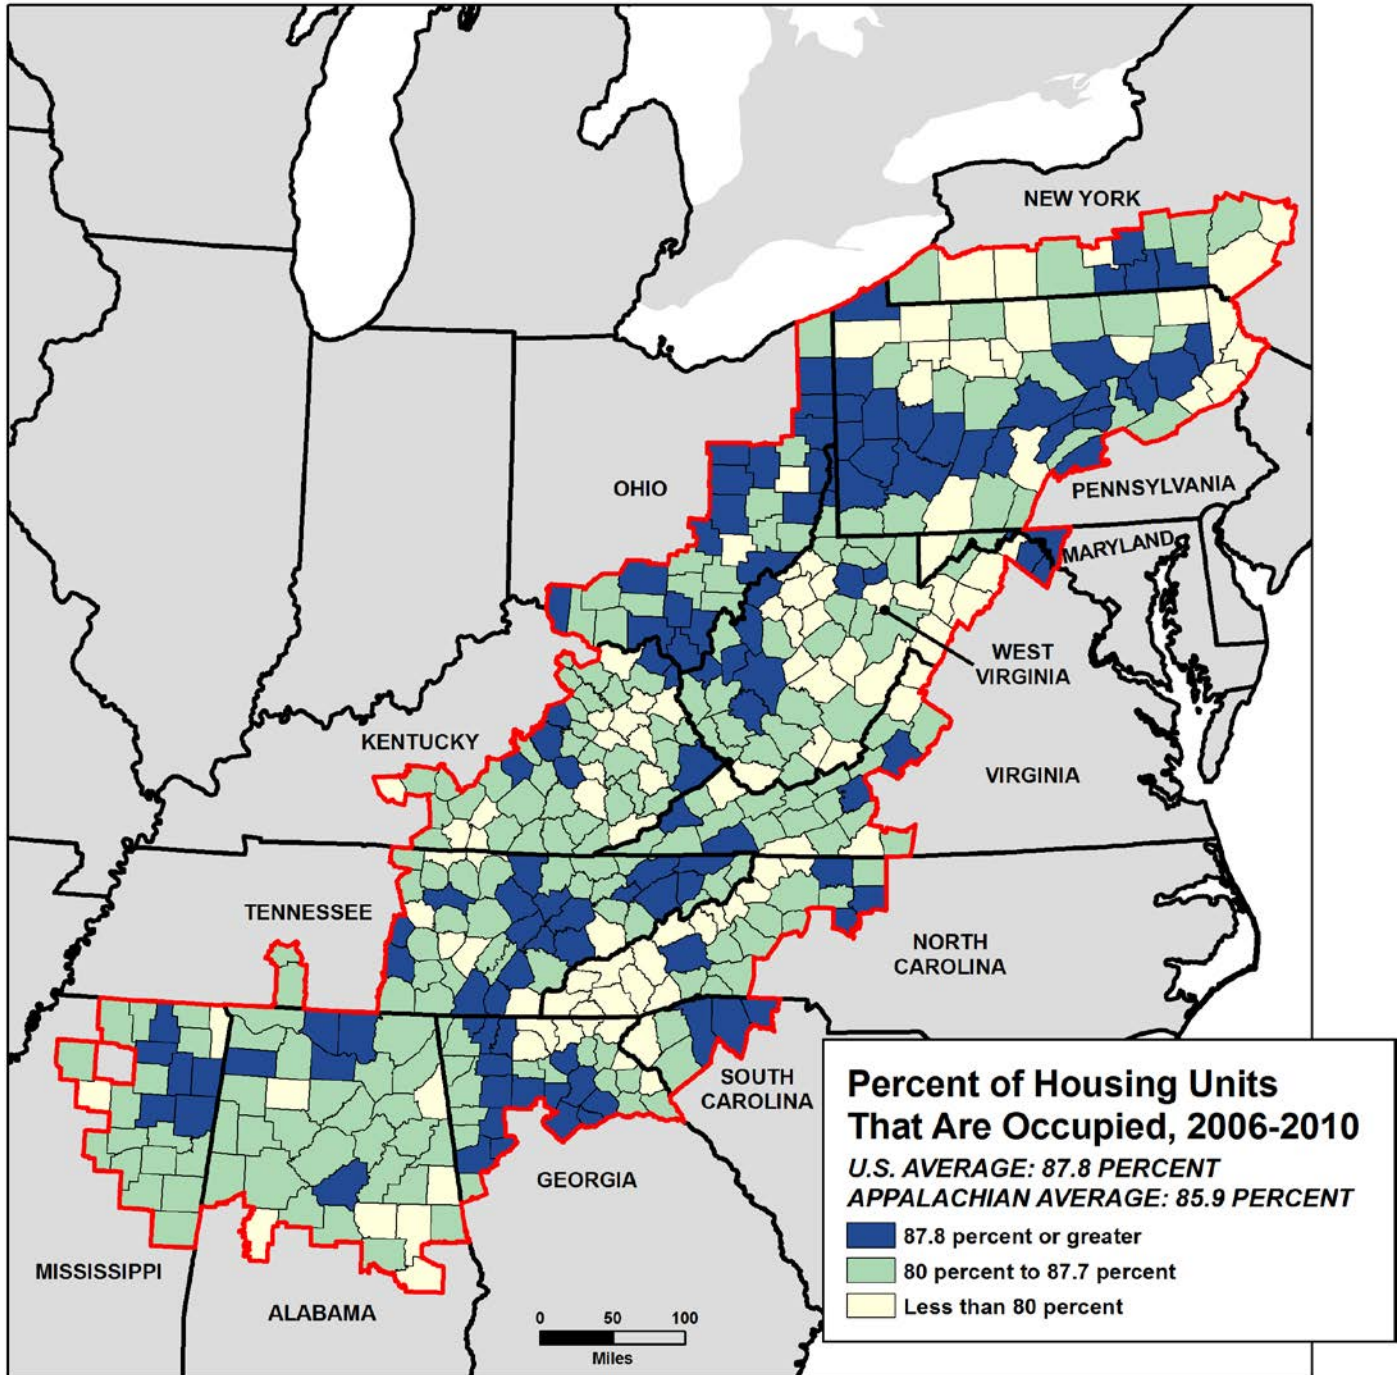 NEW YORK
PENNSYLVANIA
OHIO
MARYLAND
WEST
VIRGINIA
KENTUCKY
VIRGINIA
TENNESSEE
NORTH
CAROLINA
SOUTH
CAROLINA
GEORGIA
MISSISSIPPI
ALABAMA
0 50 100
Miles
Percent of Housing Units
That Are Occupied, 2006-2010
U.S. AVERAGE: 87.8 PERCENT
APPALACHIAN AVERAGE: 85.9 PERCENT
87.8 percent or greater
80 percent to 87.7 percent
Less than 80 percent